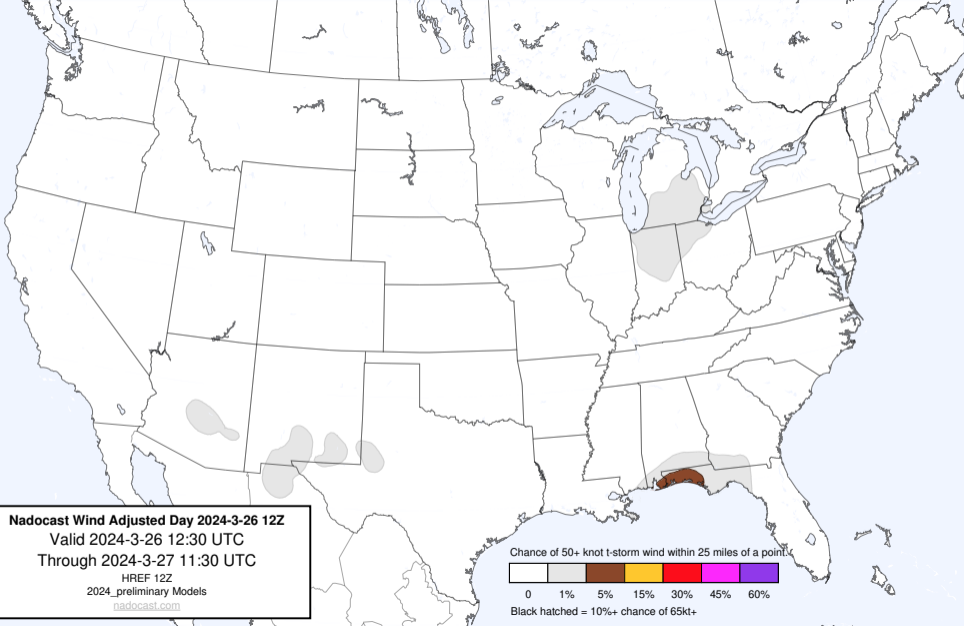 Nadocast Wind Adjusted Day 2024-3-26 12Z
Valid 2024-3-26 12:30 UTC
Through 2024-3-27 11:30 UTC
HREF 12Z
2024_preliminary Models
nadocast.com
Chance of 50+ knot t-storm wind within 25 miles of a point.
0 1% 5% 15% 30% 45% 60%
Black hatched = 10%+ chance of 65kt+